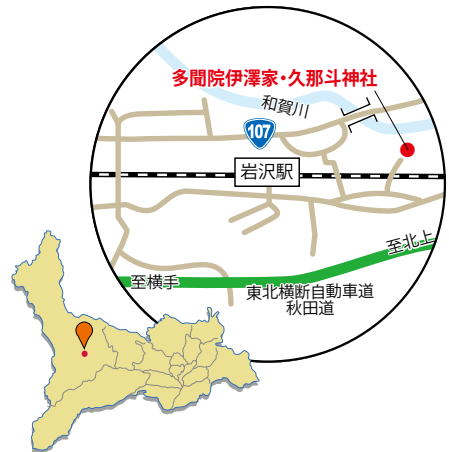 多聞院伊澤家・久那斗神社
和賀川
107
岩沢駅
至北上
至横手
東北横断自動車道
秋田道